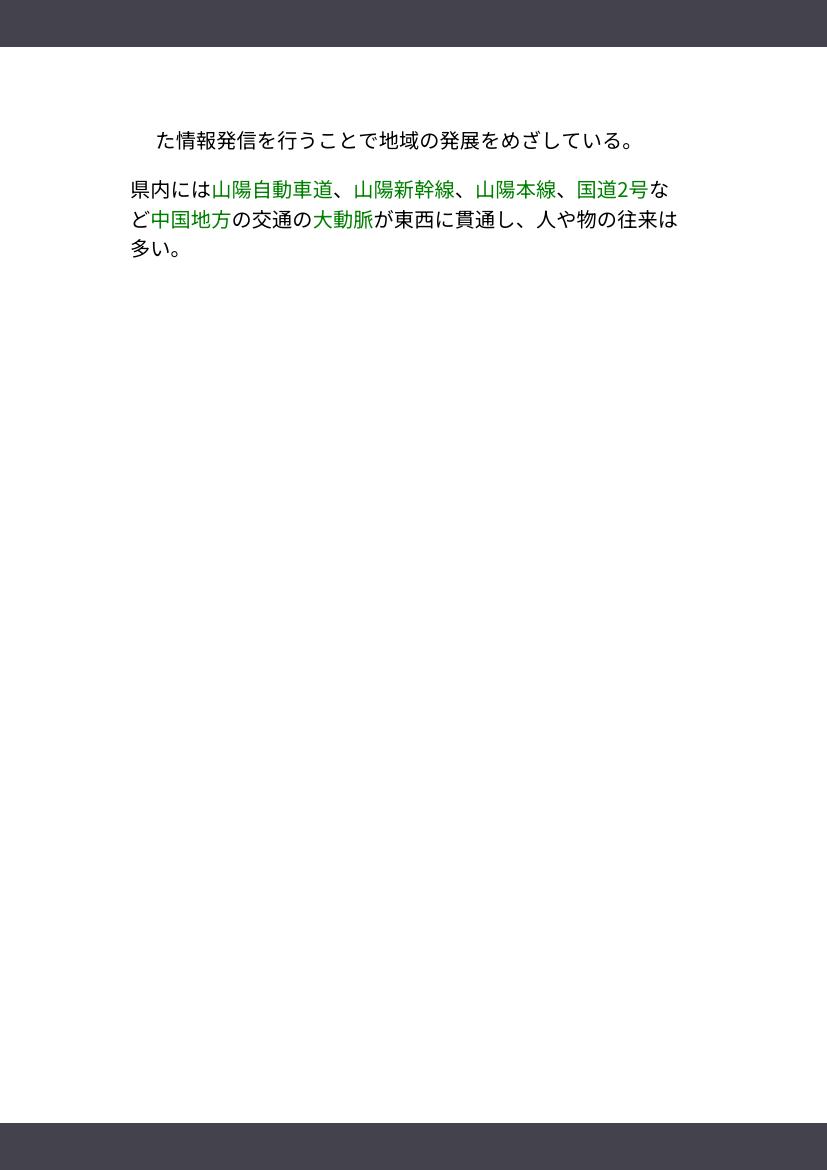 た情報発信を行うことで地域の発展をめざしている。
県内には山陽自動車道、山陽新幹線、山陽本線、国道2号な
ど中国地方の交通の大動脈が東西に貫通し、人や物の往来は
多い。